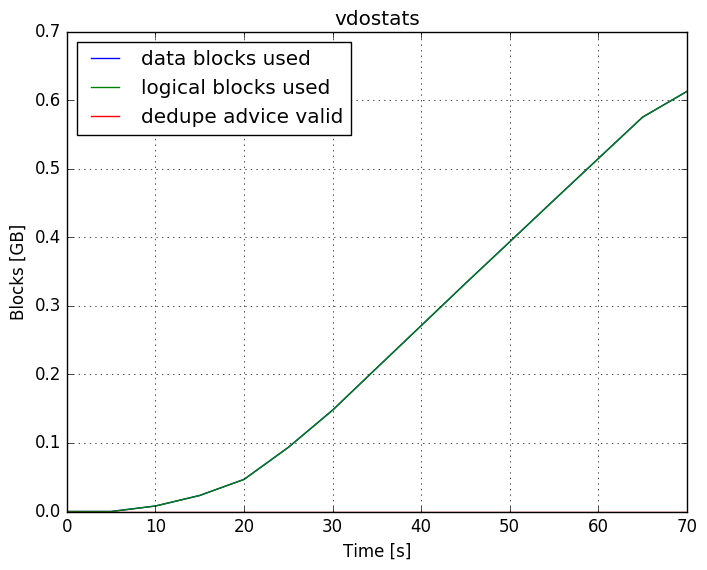 vdostats
0.7
0.6
0.5
0.4
0.3
0.2
0.1
0.0
data blocks used
logical blocks used
dedupe advice valid
Blocks [GB]
0 10 20 30 40 50 60 70
Time [s]